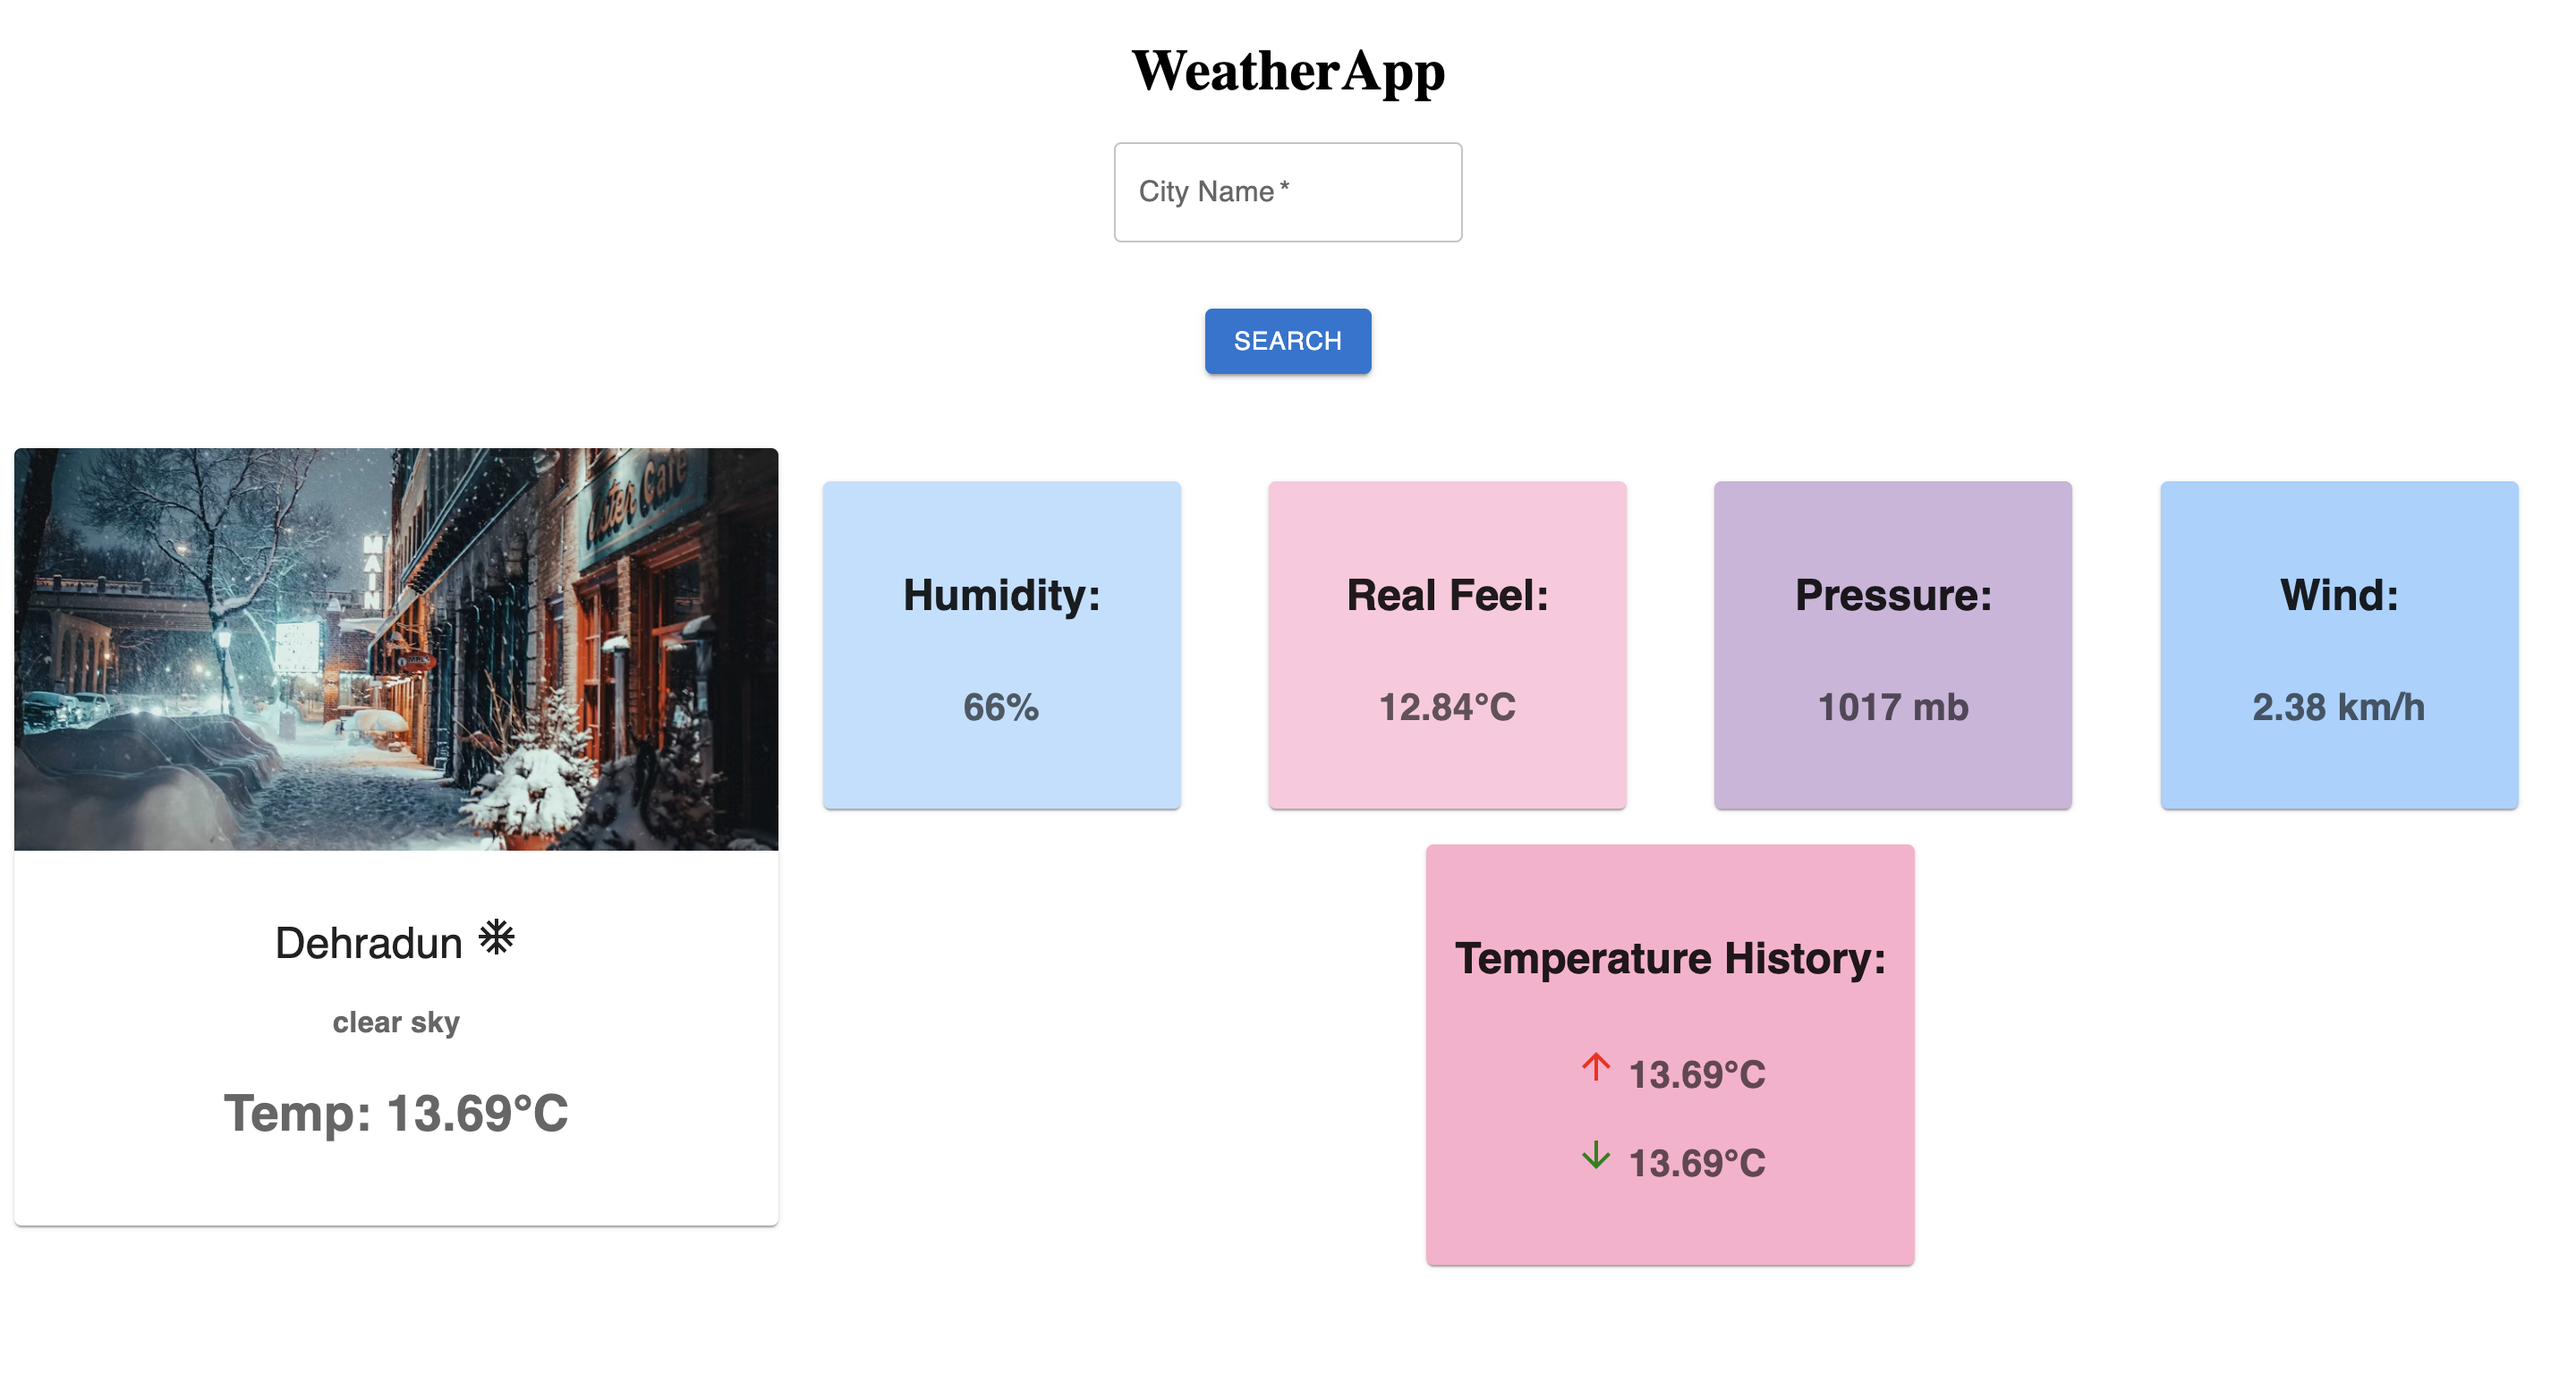 WeatherApp
City Name *
SEARCH
MAIN
Cafe
Humidity:
66%
Real Feel:
12.84°C
Pressure:
1017 mb
Wind:
2.38 km/h
Dehradun
clear sky
Temp: 13.69°C
Temperature History:
13.69°C
13.69°C